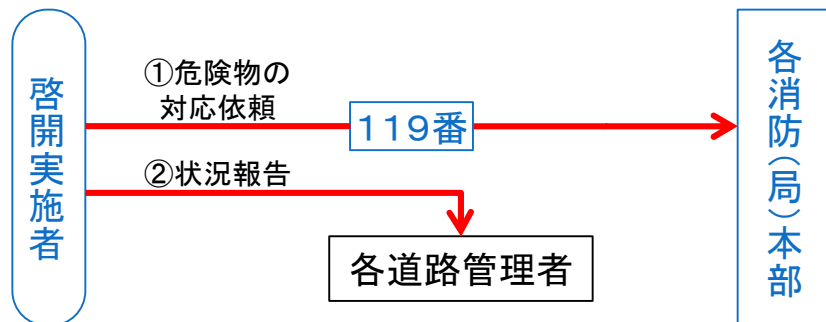 啓開実施者
①危険物の
対応依頼
119番
②状況報告
各道路管理者
各消防(局)本部